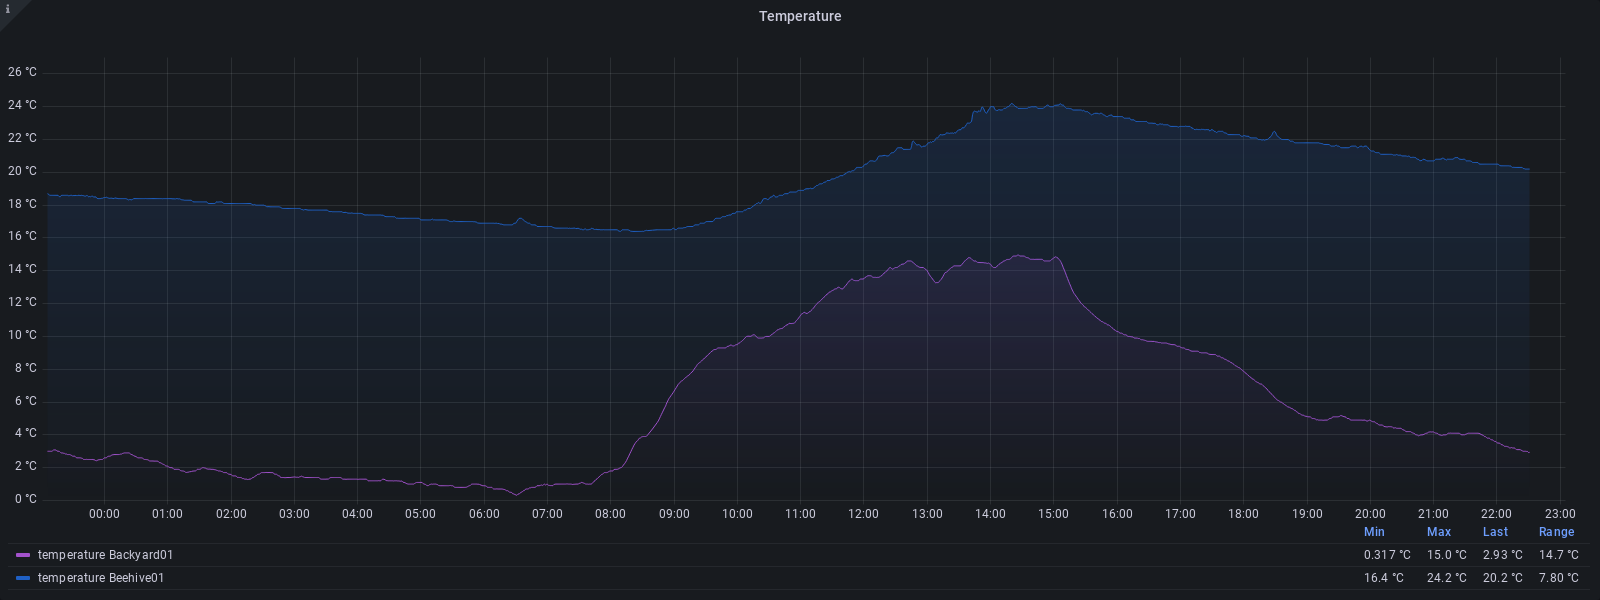 i
Temperature
26 °C
24 °C
22 °C
20 °C
18 °C
16 °C
14 °C
12 °C
10 °C
8 °C
6 °C
4 °C
2 °C
0 °C
00:00 01:00 02:00 03:00 04:00 05:00 06:00 07:00 08:00 09:00 10:00 11:00 12:00 13:00 14:00 15:00 16:00 17:00 18:00 19:00 20:00 21:00 22:00 23:00
Min Max Last Range
temperature Backyard01 0.317 °C 15.0 °C 2.93 °C 14.7 °C
temperature Beehive01 16.4 °C 24.2 °C 20.2 °C 7.80 °C